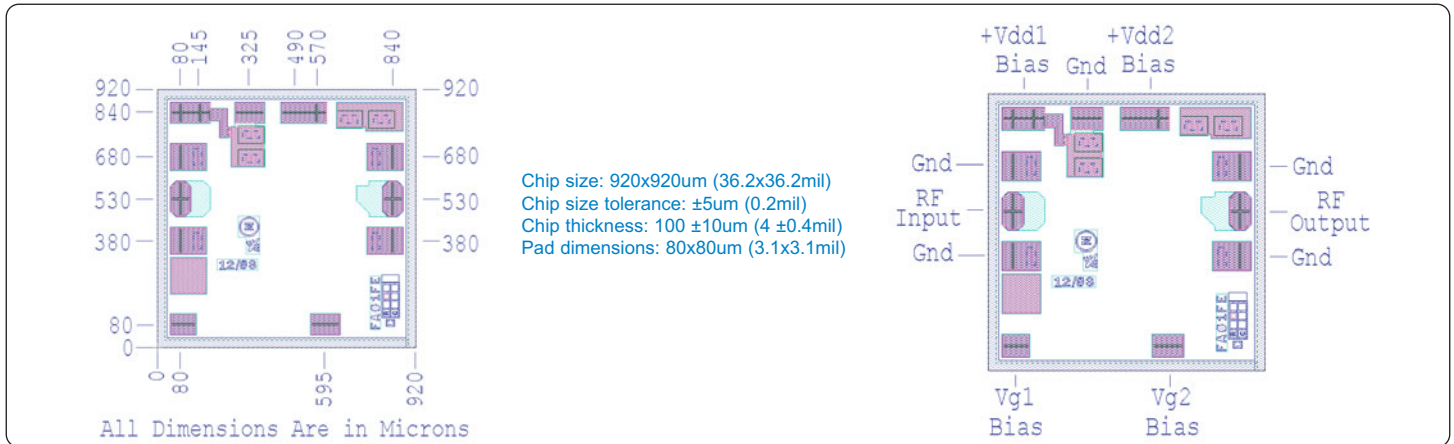 80
145
325
490
570
840
920
840
680
530
380
80
0
920
680
530
380
12/08
FA01FE
0
80
595
920
All Dimensions Are in Microns
Chip size: 920x920um (36.2x36.2mil)
Chip size tolerance: ±5um (0.2mil)
Chip thickness: 100 ±10um (4 ±0.4mil)
Pad dimensions: 80x80um (3.1x3.1mil)
+Vdd1
Bias
Gnd
+Vdd2
Bias
Gnd
RF
Input
Gnd
Gnd
RF
Output
Gnd
12/08
FA01FE
Vg1
Bias
Vg2
Bias